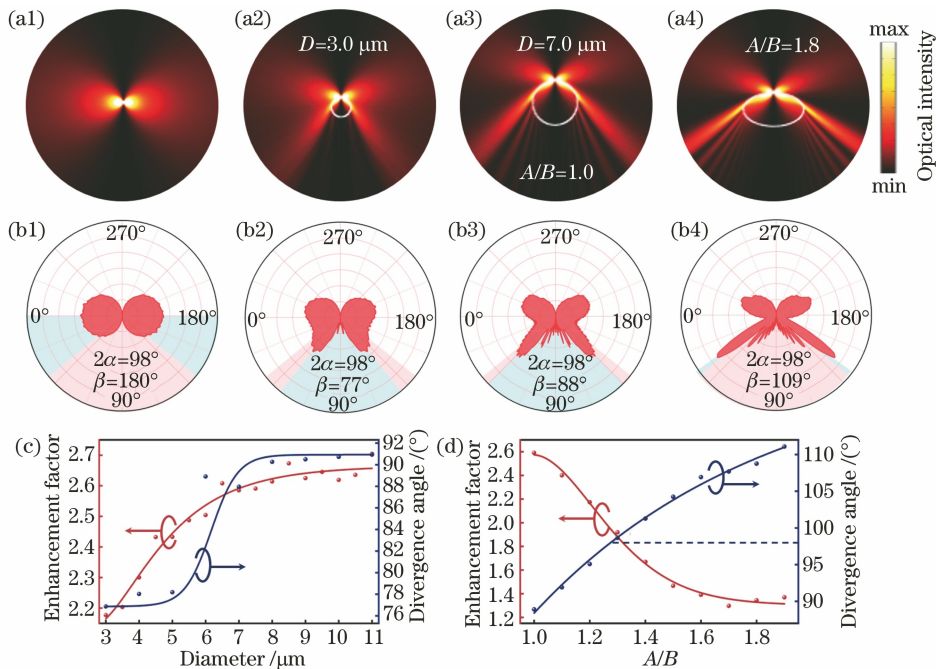 (a1)
(a2)
D=3.0 μm
(a3)
D=7.0 μm
A/B=1.0
(a4)
A/B=1.8
max
min
Optical intensity
(b1)
270°
0°
180°
2α=98°
β=180°
90°
(b2)
270°
0°
180°
2α=98°
β=77°
90°
(b3)
270°
0°
180°
2α=98°
β=88°
90°
(b4)
270°
0°
180°
2α=98°
β=109°
90°
(c)
Enhancement factor
2.7
2.6
2.5
2.4
2.3
2.2
3 4 5 6 7 8 9 10 11
Diameter /μm
92
91
90
89
88
86
84
82
81
80
78
76
Divergence angle /(°)
(d)
Enhancement factor
2.6
2.4
2.2
2.0
1.8
1.6
1.4
1.2
1.0 1.2 1.4 1.6 1.8
A/B
110
105
100
95
90
Divergence angle /(°)